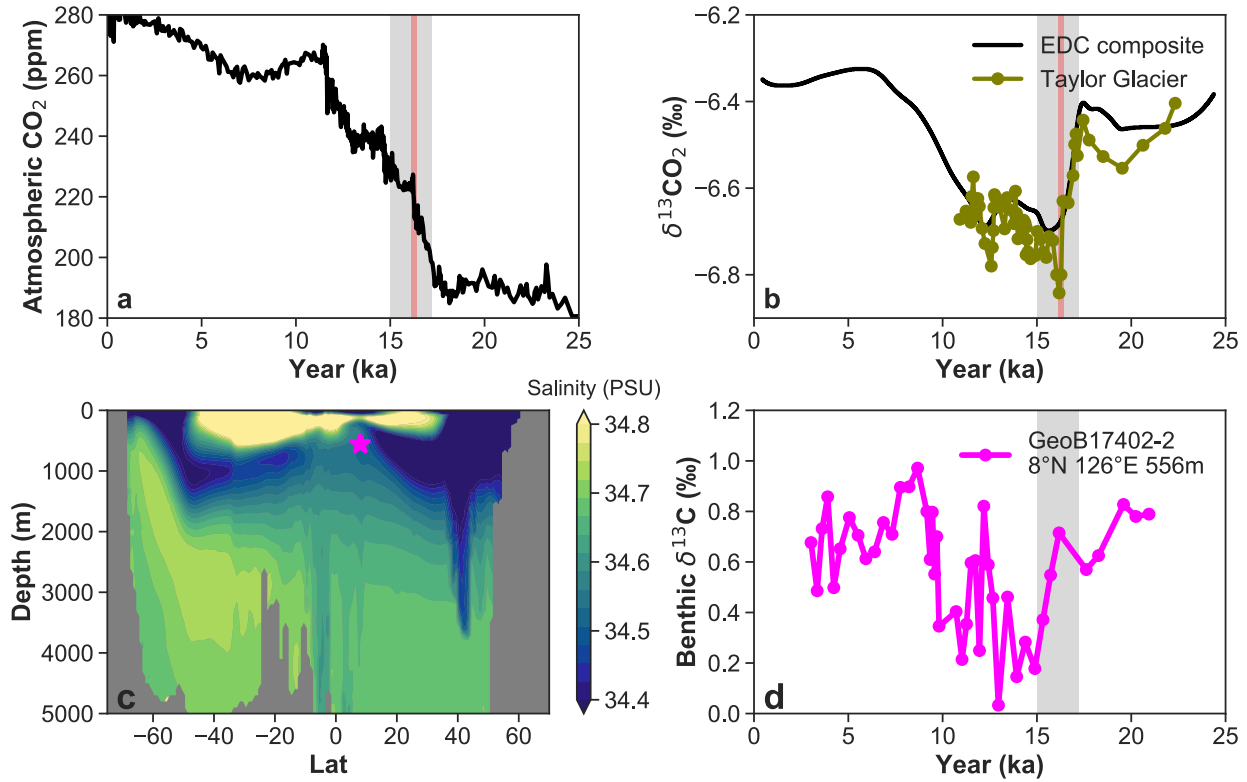 280
260
240
220
200
180
Atmospheric CO₂ (ppm)
a
0 5 10 15 20 25
Year (ka)
−6.2
−6.4
−6.6
−6.8
δ¹³CO₂ (‰)
EDC composite
Taylor Glacier
b
0 5 10 15 20 25
Year (ka)
0
1000
2000
3000
4000
5000
Depth (m)
c
−60 −40 −20 0 20 40 60
Lat
Salinity (PSU)
34.8
34.7
34.6
34.5
34.4
1.2
1.0
0.8
0.6
0.4
0.2
0.0
Benthic δ¹³C (‰)
GeoB17402-2
8°N 126°E 556m
d
0 5 10 15 20 25
Year (ka)